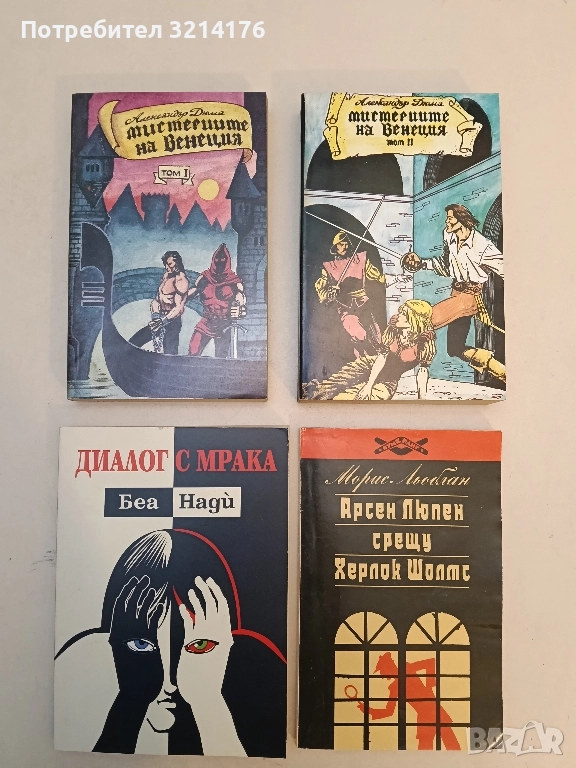 Потребител 3214176
Александър Дюма
мистериите
на Венеция
ТОМ I
Александър Дюма
мистериите
на Венеция
том II
ДИАЛОГ С МРАКА
Беа Надѝ
Морис Льоблан
Арсен Люпен
срещу
Херлок Шолмс
BAZAR